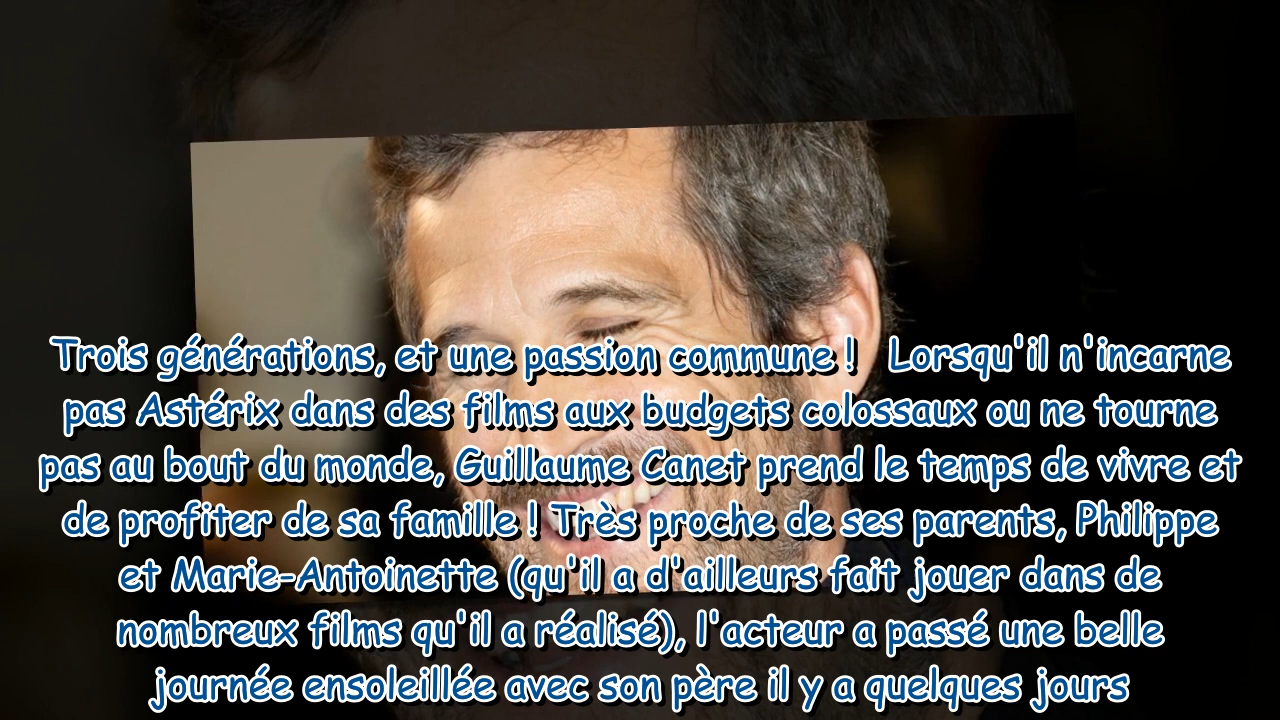 Trois générations, et une passion commune !   Lorsqu'il n'incarne
pas Astérix dans des films aux budgets colossaux ou ne tourne
pas au bout du monde, Guillaume Canet prend le temps de vivre et
de profiter de sa famille ! Très proche de ses parents, Philippe
et Marie-Antoinette (qu'il a d'ailleurs fait jouer dans de
nombreux films qu'il a réalisé), l'acteur a passé une belle
journée ensoleillée avec son père il y a quelques jours